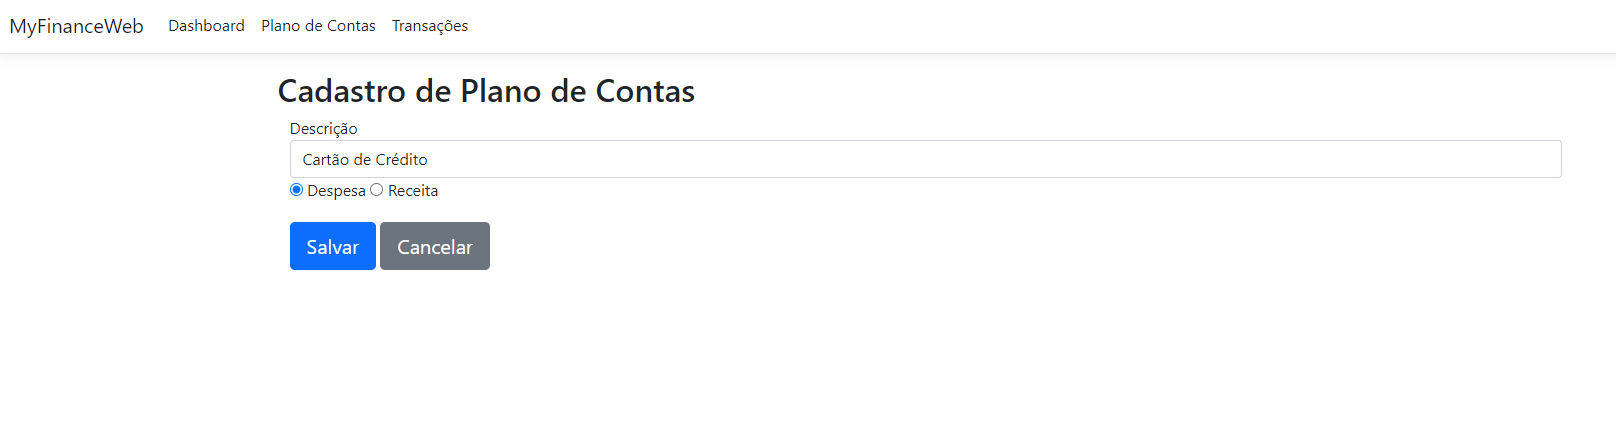 MyFinanceWeb Dashboard Plano de Contas Transações
Cadastro de Plano de Contas
Descrição
Cartão de Crédito
Despesa Receita
Salvar Cancelar